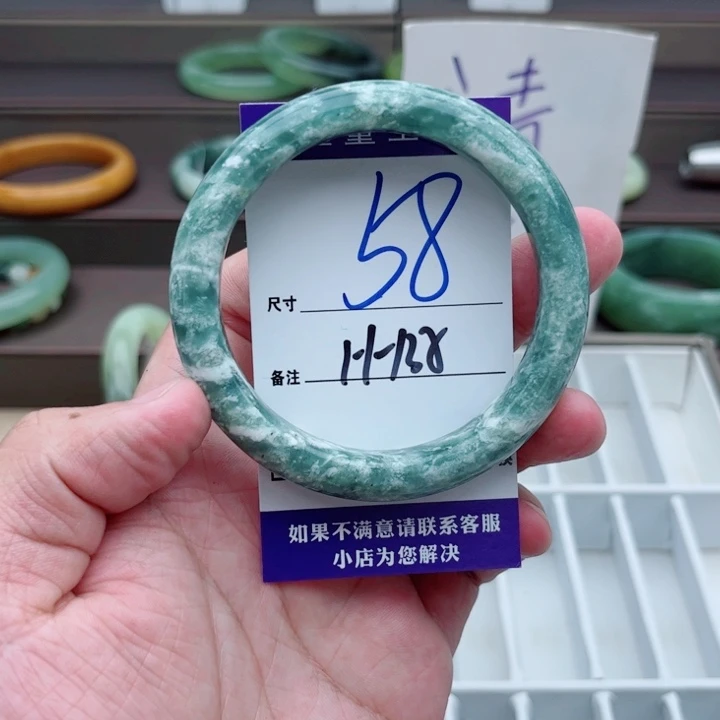 58
尺寸
备注 11-138
如果不满意请联系客服
小店为您解决